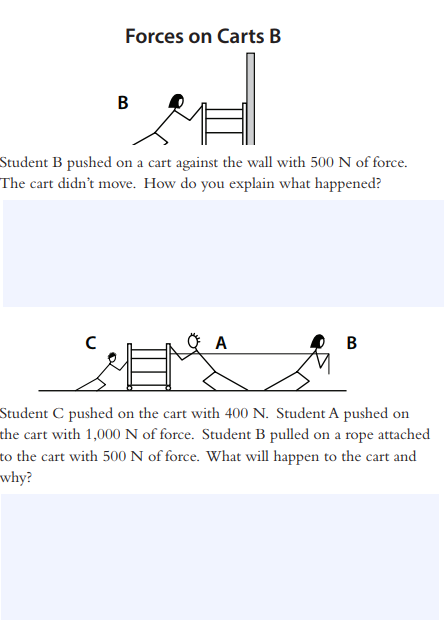 Forces on Carts B
B
Student B pushed on a cart against the wall with 500 N of force.
The cart didn’t move. How do you explain what happened?
C
A
B
Student C pushed on the cart with 400 N. Student A pushed on
the cart with 1,000 N of force. Student B pulled on a rope attached
to the cart with 500 N of force. What will happen to the cart and
why?